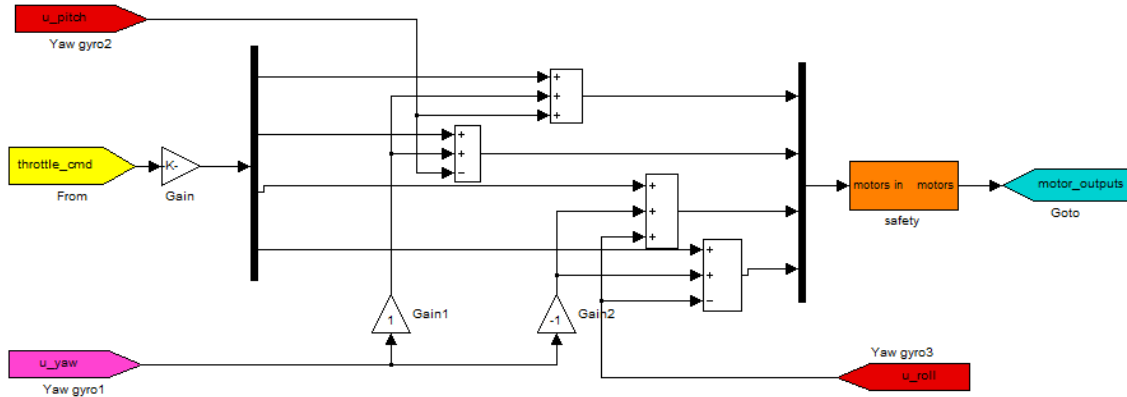 u_pitch
Yaw gyro2
+
+
+
+
+
−
throttle_cmd
K-
From
Gain
+
+
+
motors in motors
motor_outputs
safety
Goto
+
+
−
1
Gain1
-1
Gain2
u_yaw
Yaw gyro1
Yaw gyro3
u_roll